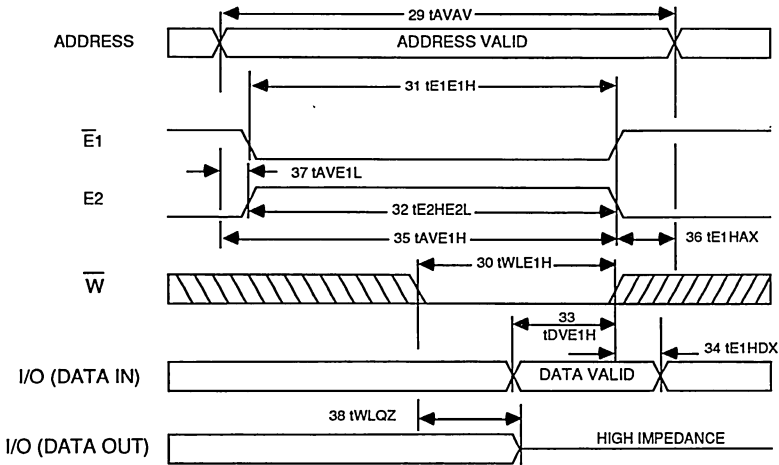 29 tAVAV
ADDRESS
ADDRESS VALID
31 tE1E1H
E̅1
37 tAVE1L
E2
32 tE2HE2L
35 tAVE1H
36 tE1HAX
30 tWLE1H
W̅
33
tDVE1H
34 tE1HDX
I/O (DATA IN)
DATA VALID
38 tWLQZ
I/O (DATA OUT)
HIGH IMPEDANCE